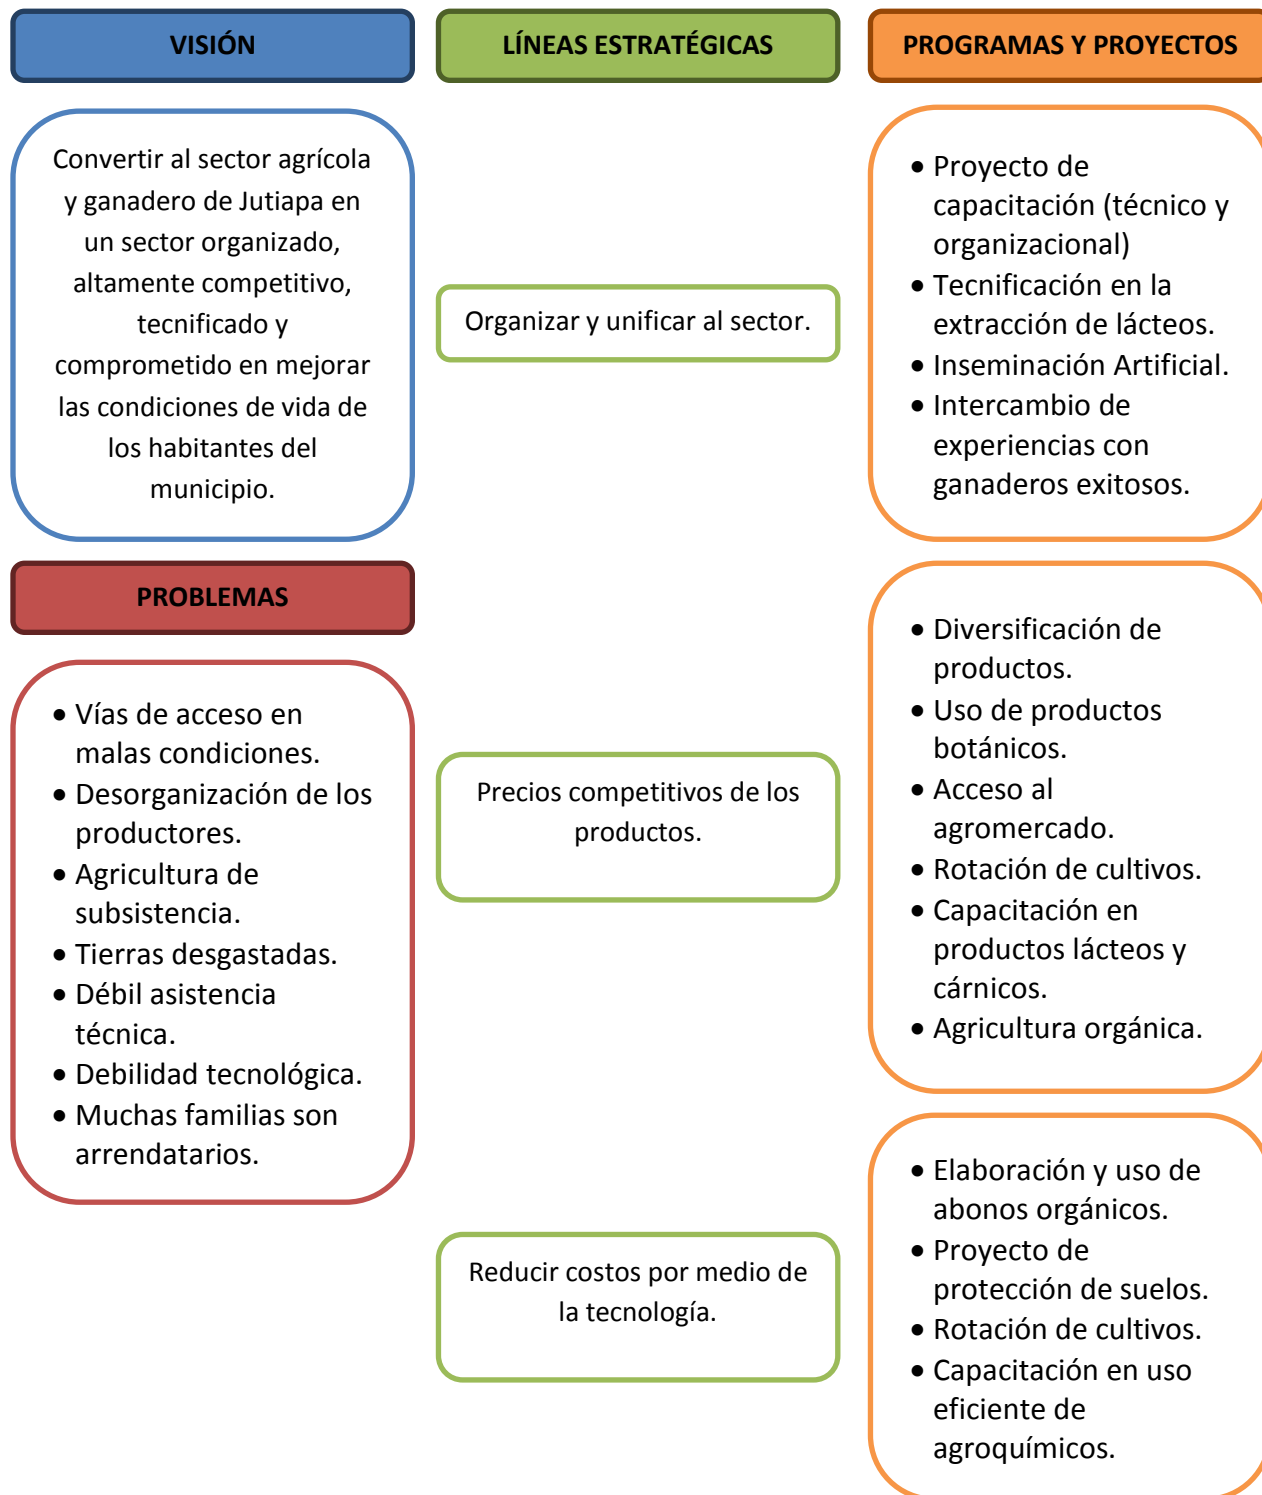 VISIÓN
Convertir al sector agrícola
y ganadero de Jutiapa en
un sector organizado,
altamente competitivo,
tecnificado y
comprometido en mejorar
las condiciones de vida de
los habitantes del
municipio.
PROBLEMAS
• Vías de acceso en
malas condiciones.
• Desorganización de los
productores.
• Agricultura de
subsistencia.
• Tierras desgastadas.
• Débil asistencia
técnica.
• Debilidad tecnológica.
• Muchas familias son
arrendatarios.
LÍNEAS ESTRATÉGICAS
Organizar y unificar al sector.
Precios competitivos de los
productos.
Reducir costos por medio de
la tecnología.
PROGRAMAS Y PROYECTOS
• Proyecto de
capacitación (técnico y
organizacional)
• Tecnificación en la
extracción de lácteos.
• Inseminación Artificial.
• Intercambio de
experiencias con
ganaderos exitosos.
• Diversificación de
productos.
• Uso de productos
botánicos.
• Acceso al
agromercado.
• Rotación de cultivos.
• Capacitación en
productos lácteos y
cárnicos.
• Agricultura orgánica.
• Elaboración y uso de
abonos orgánicos.
• Proyecto de
protección de suelos.
• Rotación de cultivos.
• Capacitación en uso
eficiente de
agroquímicos.